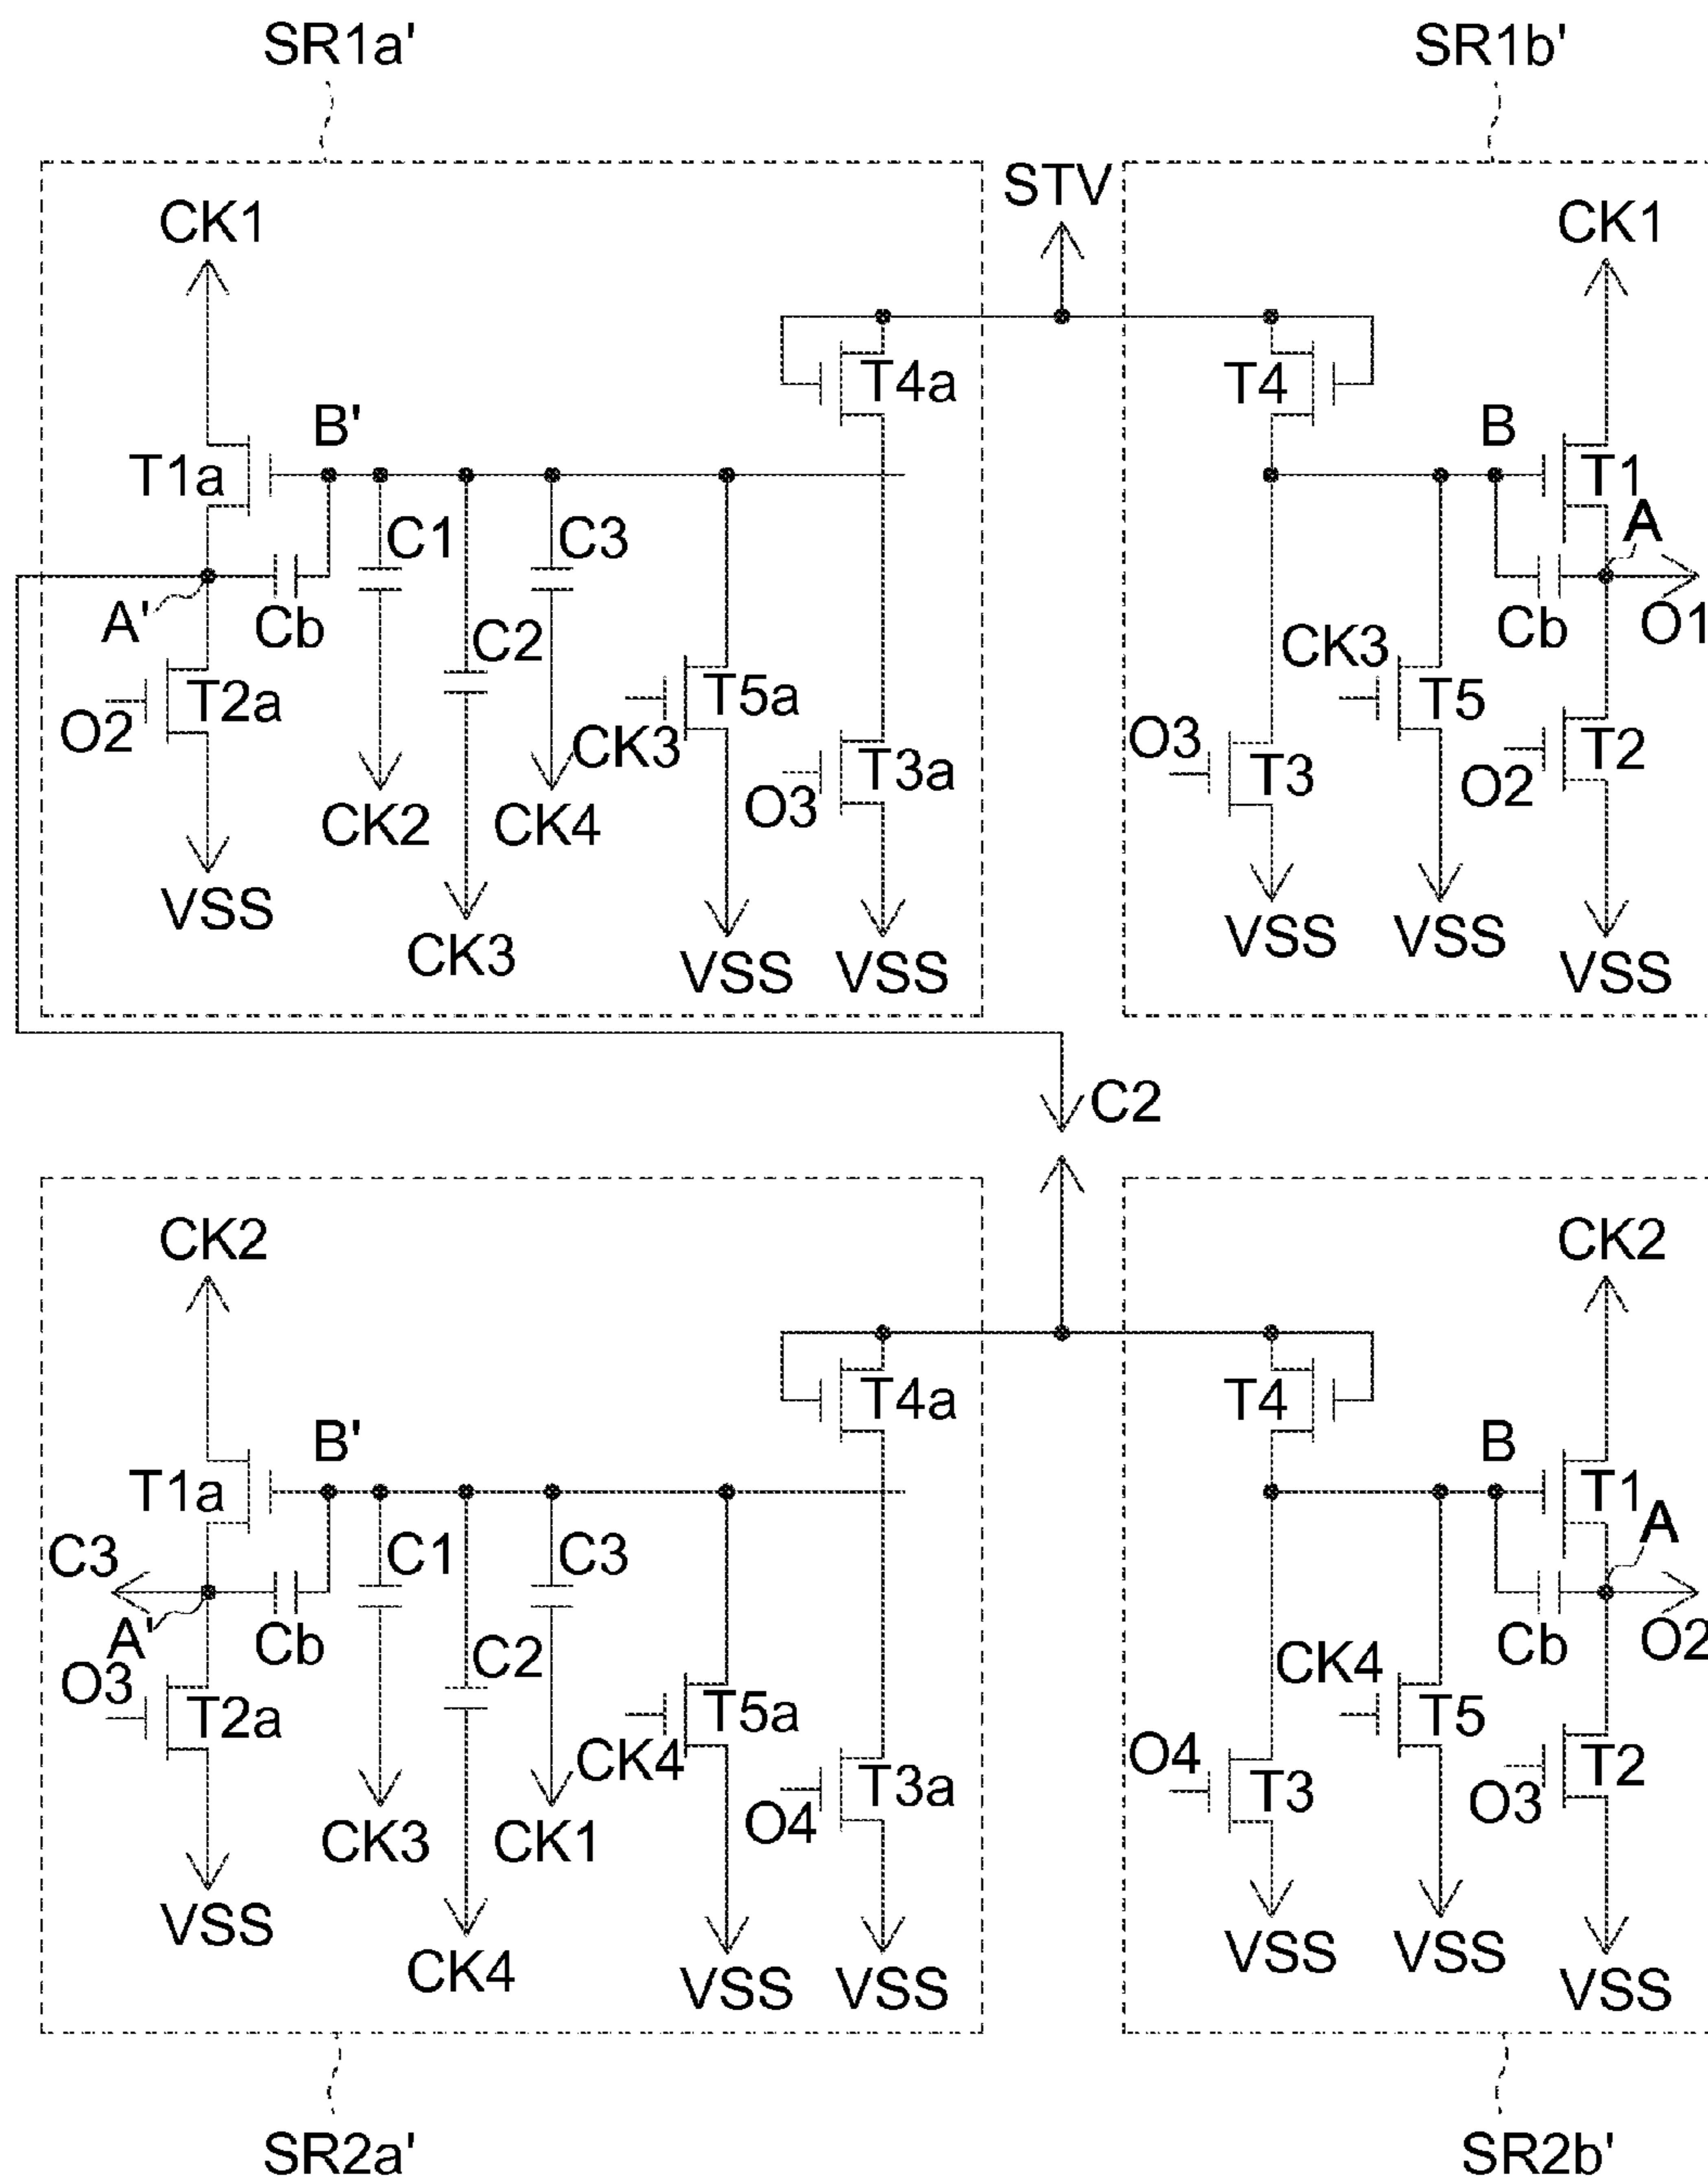 SR1a'
SR1b'
STV
CK1
CK1
T4a
T4
B'
B
T1a
T1
C1
C3
A
A'
Cb
C2
CK3
Cb
O1
O2
T2a
T5a
T5
CK3
O3
T3a
O3
T3
O2
T2
CK2
CK4
VSS
CK3
VSS
VSS
VSS
VSS
VSS
C2
CK2
CK2
T4a
T4
B'
B
T1a
T1
C3
C1
C3
A
A'
Cb
C2
CK4
Cb
O2
O3
T2a
T5a
T5
CK4
O4
T3a
O4
T3
O3
T2
CK3
CK1
VSS
CK4
VSS
VSS
VSS
VSS
VSS
SR2a'
SR2b'